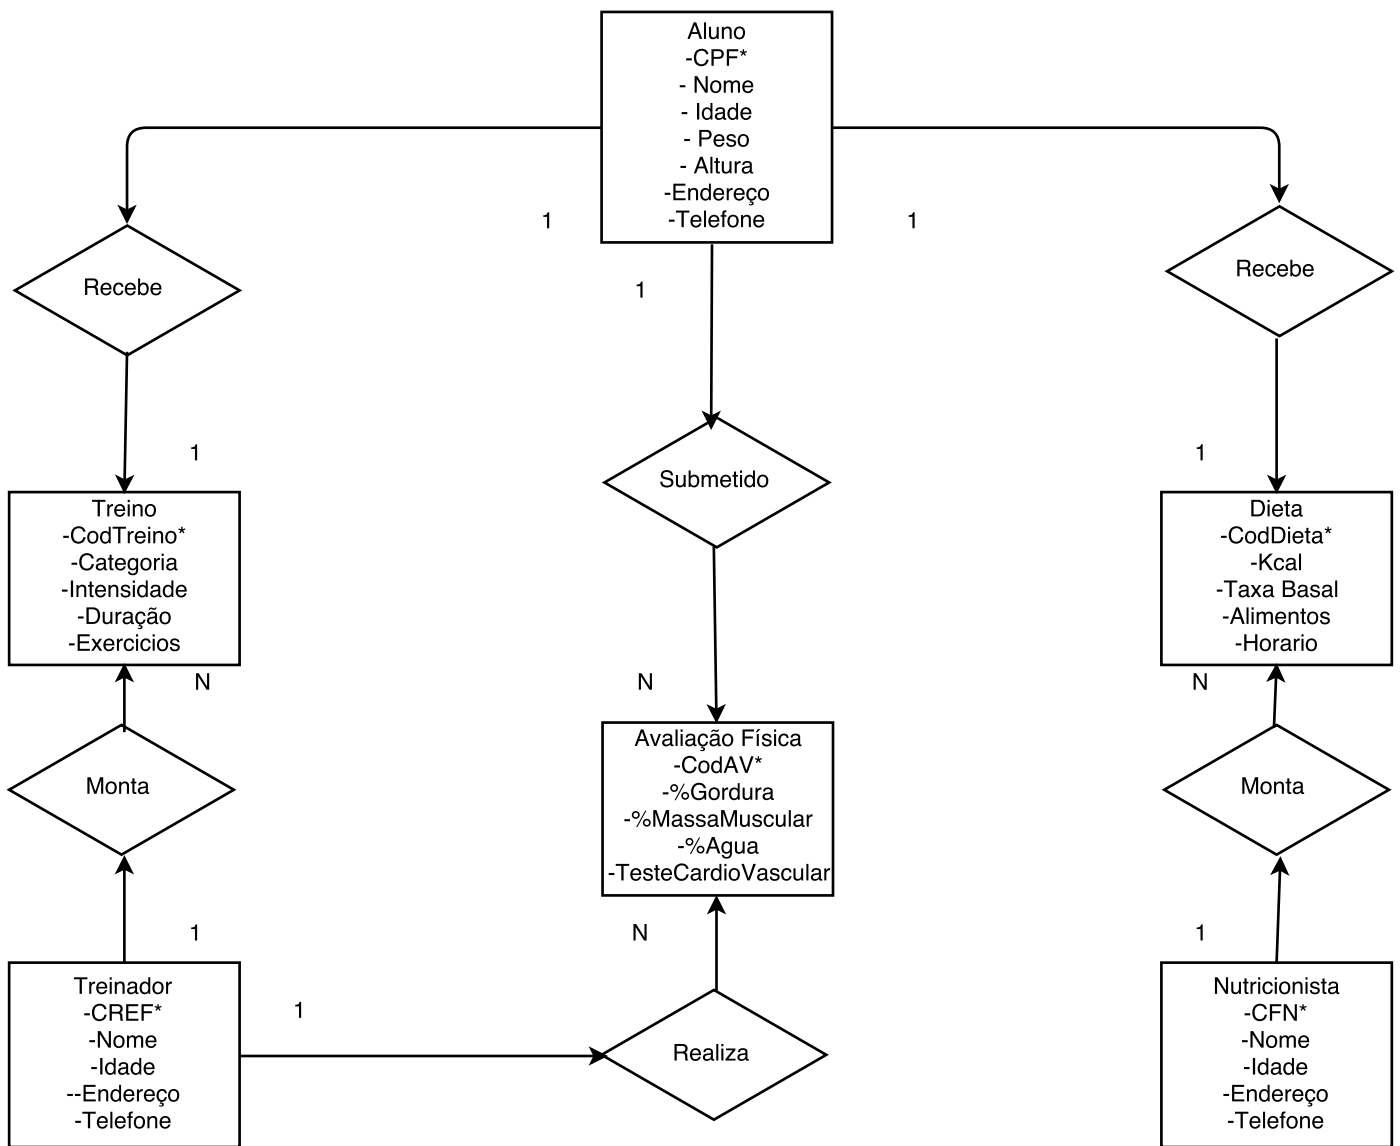 Aluno
-CPF*
- Nome
- Idade
- Peso
- Altura
-Endereço
-Telefone
1
1
1
Recebe
Recebe
Submetido
1
1
Treino
-CodTreino*
-Categoria
-Intensidade
-Duração
-Exercicios
Dieta
-CodDieta*
-Kcal
-Taxa Basal
-Alimentos
-Horario
N
N
N
Avaliação Física
-CodAV*
-%Gordura
-%MassaMuscular
-%Agua
-TesteCardioVascular
Monta
Monta
1
N
1
Treinador
-CREF*
-Nome
-Idade
--Endereço
-Telefone
1
Realiza
Nutricionista
-CFN*
-Nome
-Idade
-Endereço
-Telefone